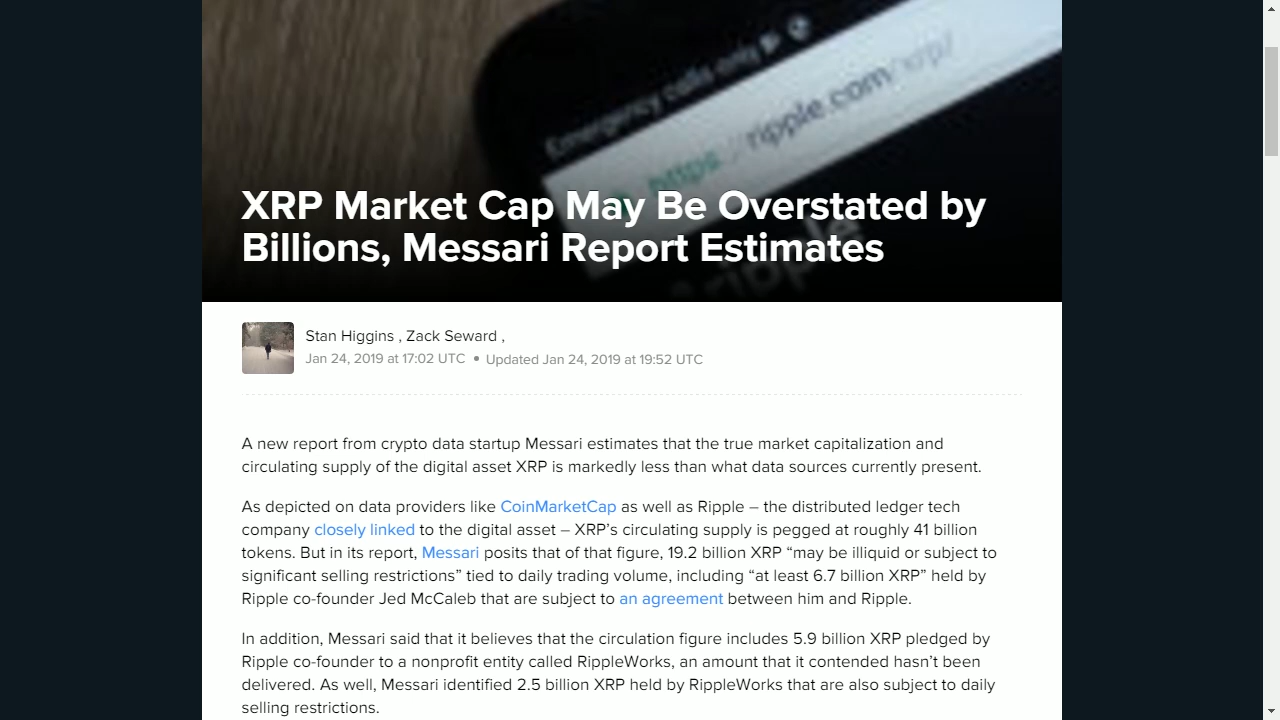 Emergency calls only
https://ripple.com/xrp/
ripple
XRP Market Cap May Be Overstated by
Billions, Messari Report Estimates
Stan Higgins , Zack Seward ,
Jan 24, 2019 at 17:02 UTC • Updated Jan 24, 2019 at 19:52 UTC
A new report from crypto data startup Messari estimates that the true market capitalization and
circulating supply of the digital asset XRP is markedly less than what data sources currently present.
As depicted on data providers like CoinMarketCap as well as Ripple – the distributed ledger tech
company closely linked to the digital asset – XRP’s circulating supply is pegged at roughly 41 billion
tokens. But in its report, Messari posits that of that figure, 19.2 billion XRP “may be illiquid or subject to
significant selling restrictions” tied to daily trading volume, including “at least 6.7 billion XRP” held by
Ripple co-founder Jed McCaleb that are subject to an agreement between him and Ripple.
In addition, Messari said that it believes that the circulation figure includes 5.9 billion XRP pledged by
Ripple co-founder to a nonprofit entity called RippleWorks, an amount that it contended hasn’t been
delivered. As well, Messari identified 2.5 billion XRP held by RippleWorks that are also subject to daily
selling restrictions.